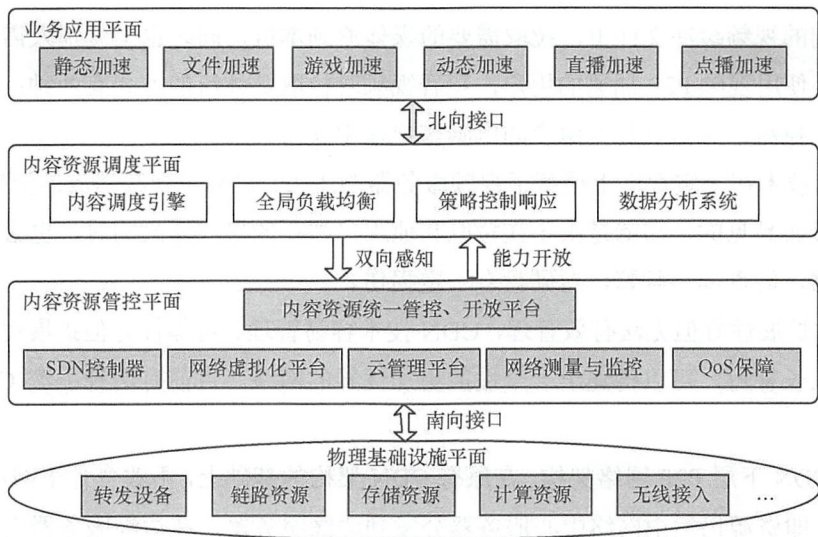 业务应用平面
静态加速 文件加速 游戏加速 动态加速 直播加速 点播加速
北向接口
内容资源调度平面
内容调度引擎 全局负载均衡 策略控制响应 数据分析系统
双向感知 能力开放
内容资源管控平面
内容资源统一管控、开放平台
SDN控制器 网络虚拟化平台 云管理平台 网络测量与监控 QoS保障
南向接口
物理基础设施平面
转发设备 链路资源 存储资源 计算资源 无线接入 …